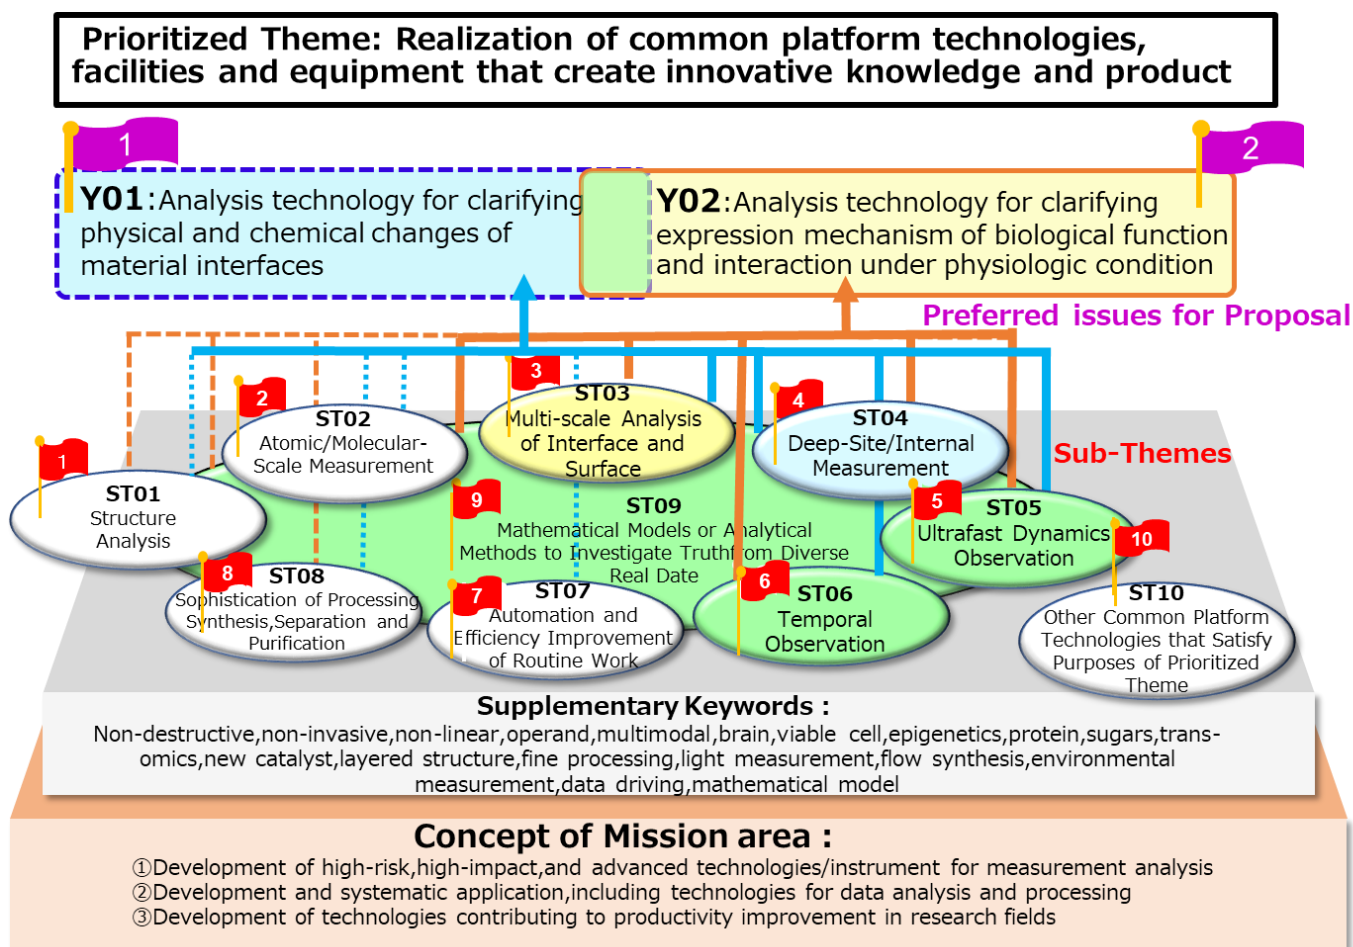 Prioritized Theme: Realization of common platform technologies,
facilities and equipment that create innovative knowledge and product
1
2
Y01:Analysis technology for clarifying
physical and chemical changes of
material interfaces
Y02:Analysis technology for clarifying
expression mechanism of biological function
and interaction under physiologic condition
Preferred issues for Proposal
3
ST03
Multi-scale Analysis
of Interface and
Surface
2
ST02
Atomic/Molecular-
Scale Measurement
4
ST04
Deep-Site/Internal
Measurement
Sub-Themes
1
ST01
Structure
Analysis
9
ST09
Mathematical Models or Analytical
Methods to Investigate Truthfrom Diverse
Real Date
5
ST05
Ultrafast Dynamics
Observation
10
ST10
Other Common Platform
Technologies that Satisfy
Purposes of Prioritized
Theme
8
ST08
Sophistication of Processing
Synthesis,Separation and
Purification
7
ST07
Automation and
Efficiency Improvement
of Routine Work
6
ST06
Temporal
Observation
Supplementary Keywords :
Non-destructive,non-invasive,non-linear,operand,multimodal,brain,viable cell,epigenetics,protein,sugars,trans-
omics,new catalyst,layered structure,fine processing,light measurement,flow synthesis,environmental
measurement,data driving,mathematical model
Concept of Mission area :
①Development of high-risk,high-impact,and advanced technologies/instrument for measurement analysis
②Development and systematic application,including technologies for data analysis and processing
③Development of technologies contributing to productivity improvement in research fields